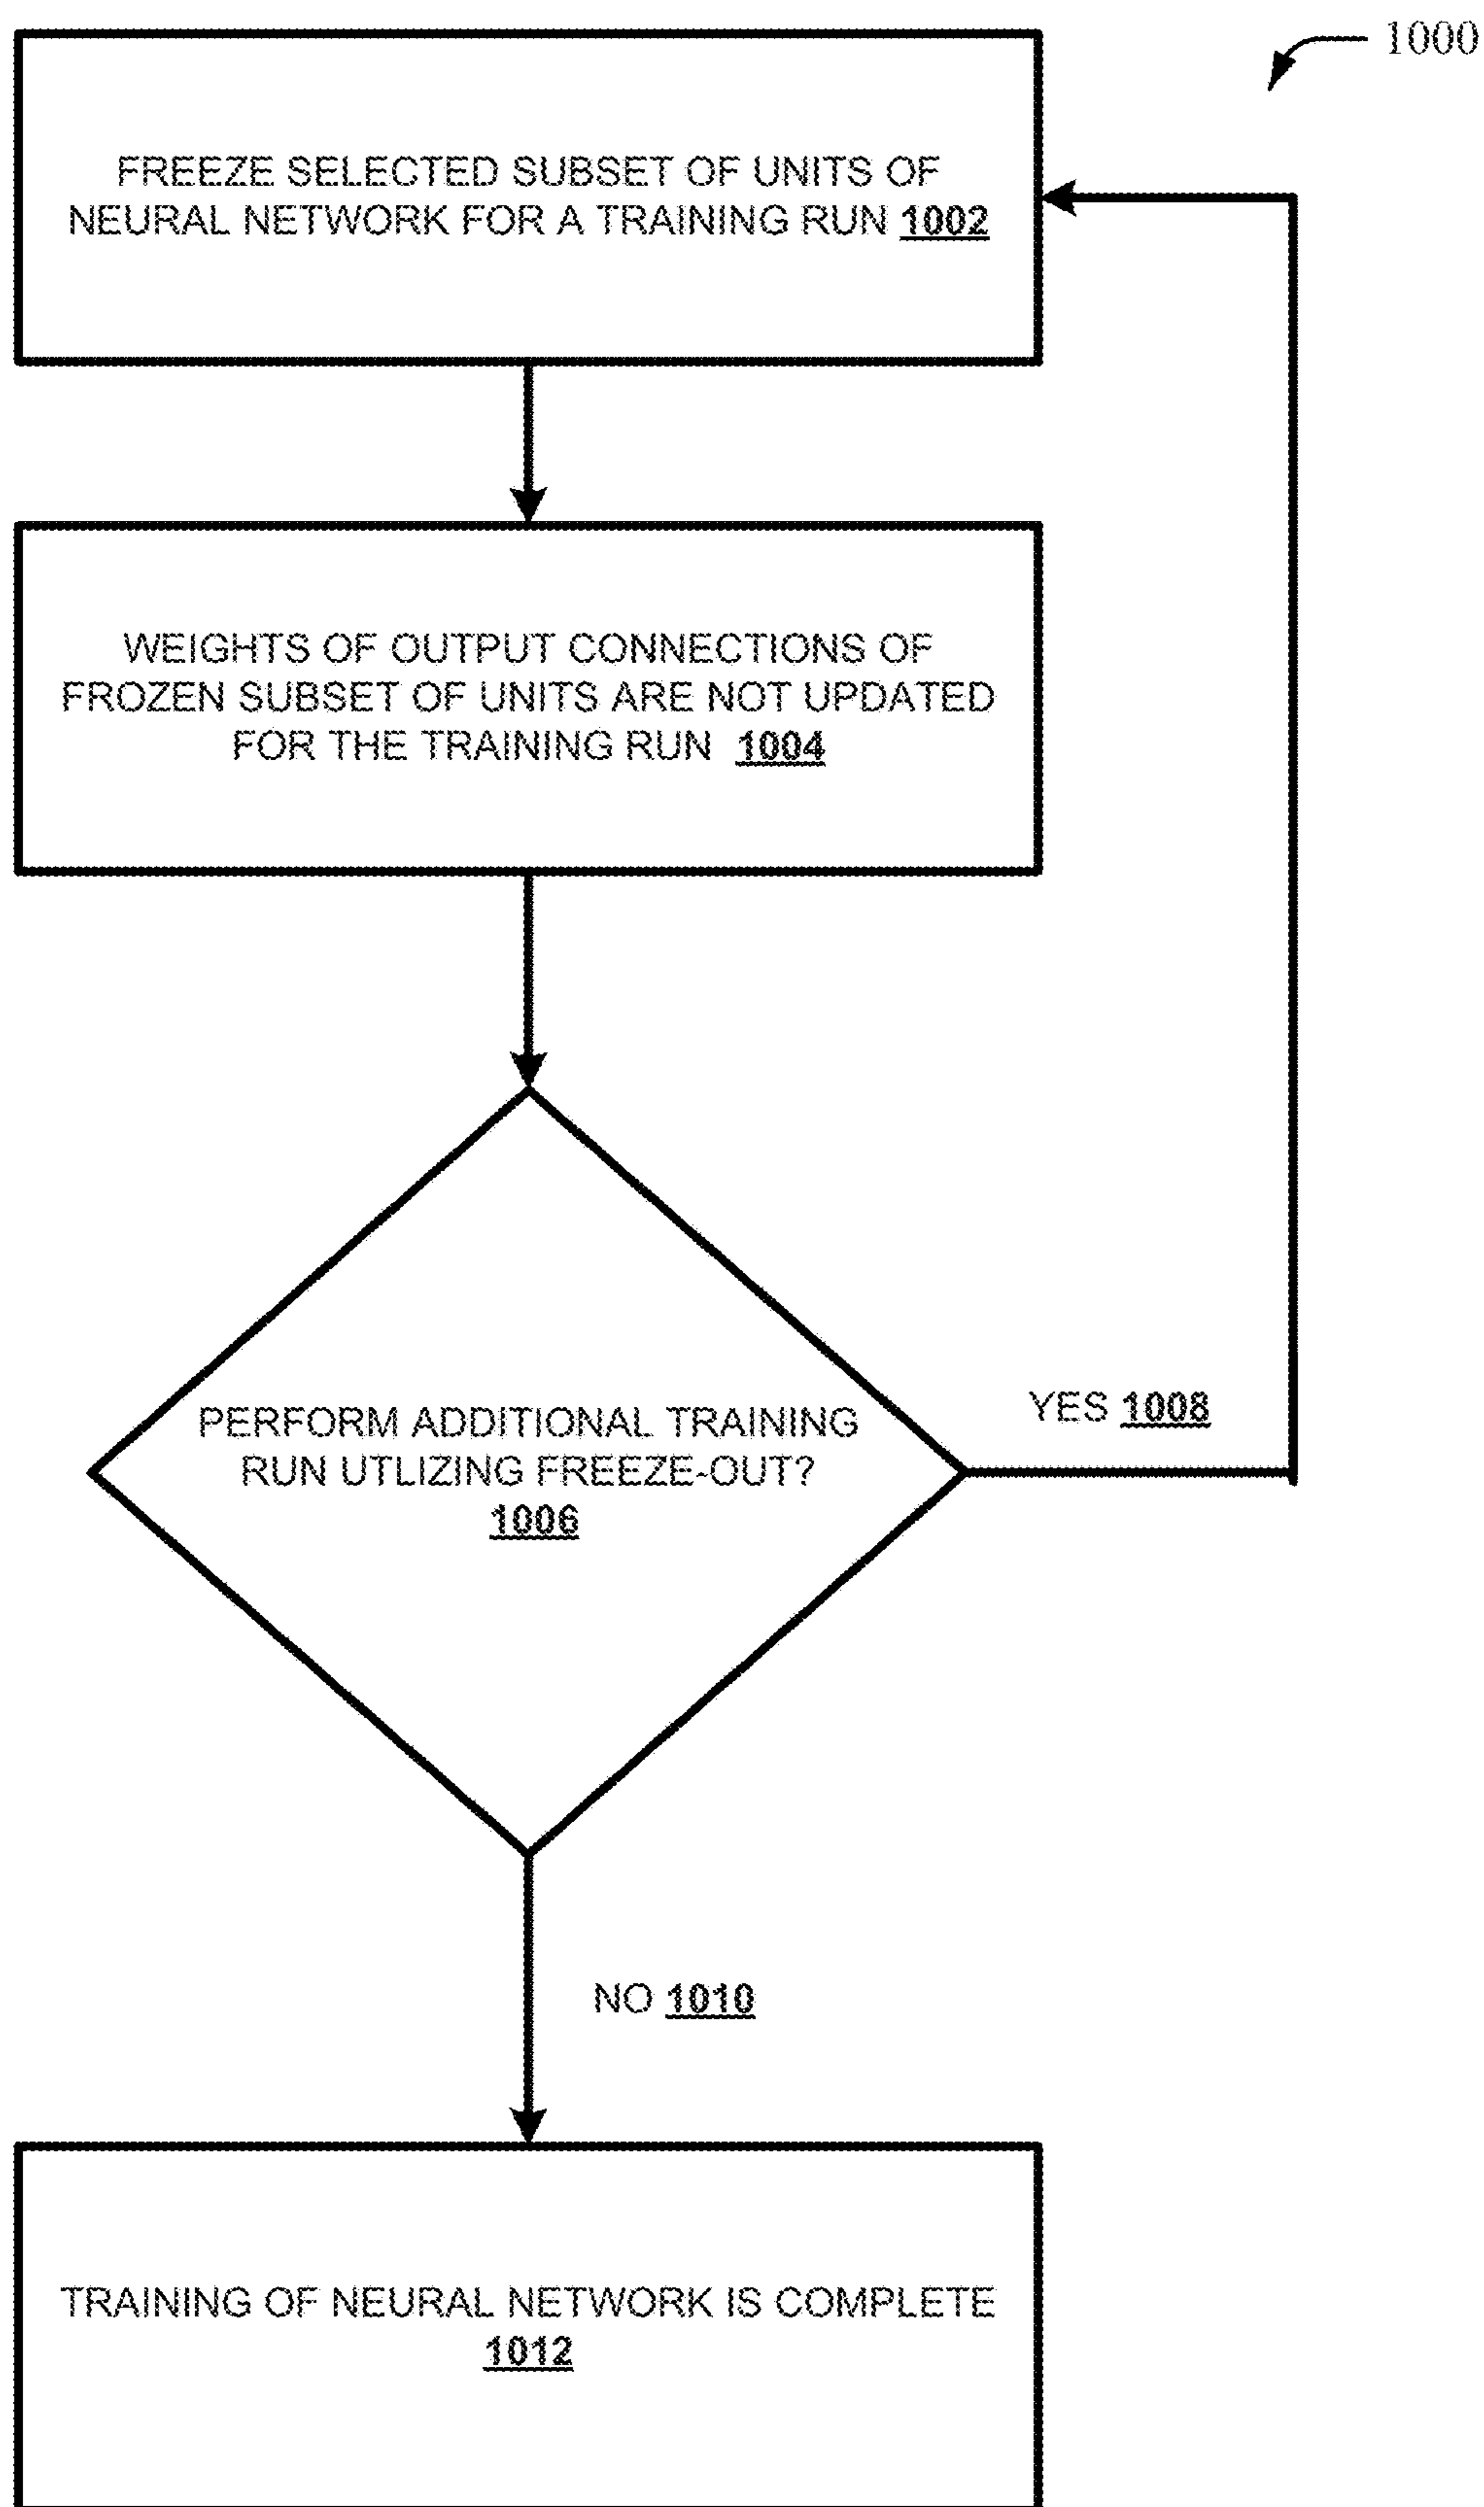 1000
FREEZE SELECTED SUBSET OF UNITS OF
NEURAL NETWORK FOR A TRAINING RUN 1002
WEIGHTS OF OUTPUT CONNECTIONS OF
FROZEN SUBSET OF UNITS ARE NOT UPDATED
FOR THE TRAINING RUN 1004
PERFORM ADDITIONAL TRAINING
RUN UTLIZING FREEZE-OUT?
1006
YES 1008
NO 1010
TRAINING OF NEURAL NETWORK IS COMPLETE
1012